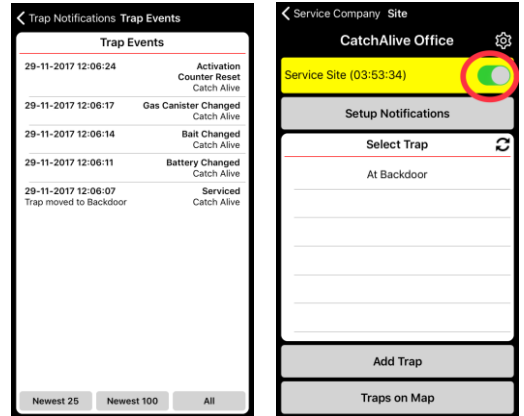 Trap Notifications Trap Events
Trap Events
29-11-2017 12:06:24 Activation
Counter Reset
Catch Alive
29-11-2017 12:06:17 Gas Canister Changed
Catch Alive
29-11-2017 12:06:14 Bait Changed
Catch Alive
29-11-2017 12:06:11 Battery Changed
Catch Alive
29-11-2017 12:06:07 Serviced
Trap moved to Backdoor Catch Alive
Newest 25 Newest 100 All
Service Company Site
CatchAlive Office
Service Site (03:53:34)
Setup Notifications
Select Trap
At Backdoor
Add Trap
Traps on Map